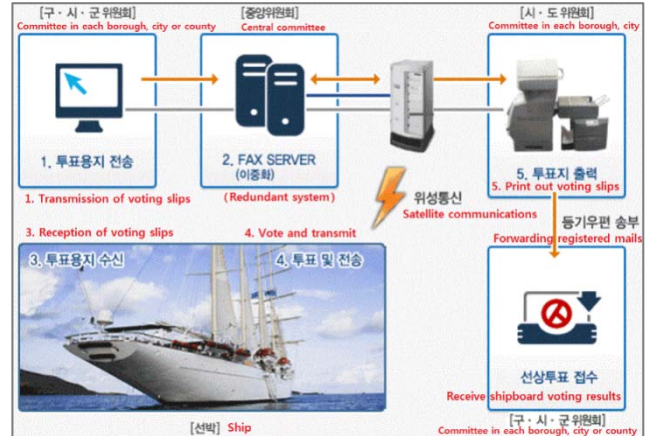 [구 · 시 · 군 위원회]
Committee in each borough, city or county
[중앙위원회]
Central committee
[시 · 도 위원회]
Committee in each borough, city
1. 투표용지 전송
1. Transmission of voting slips
2. FAX SERVER
(이중화)
(Redundant system)
위성통신
Satellite communications
5. 투표지 출력
5. Print out voting slips
등기우편 송부
Forwarding registered mails
3. Reception of voting slips
4. Vote and transmit
3. 투표용지 수신
4. 투표 및 전송
[선박] Ship
선상투표 접수
Receive shipboard voting results
[구 · 시 · 군위원회]
Committee in each borough, city or county